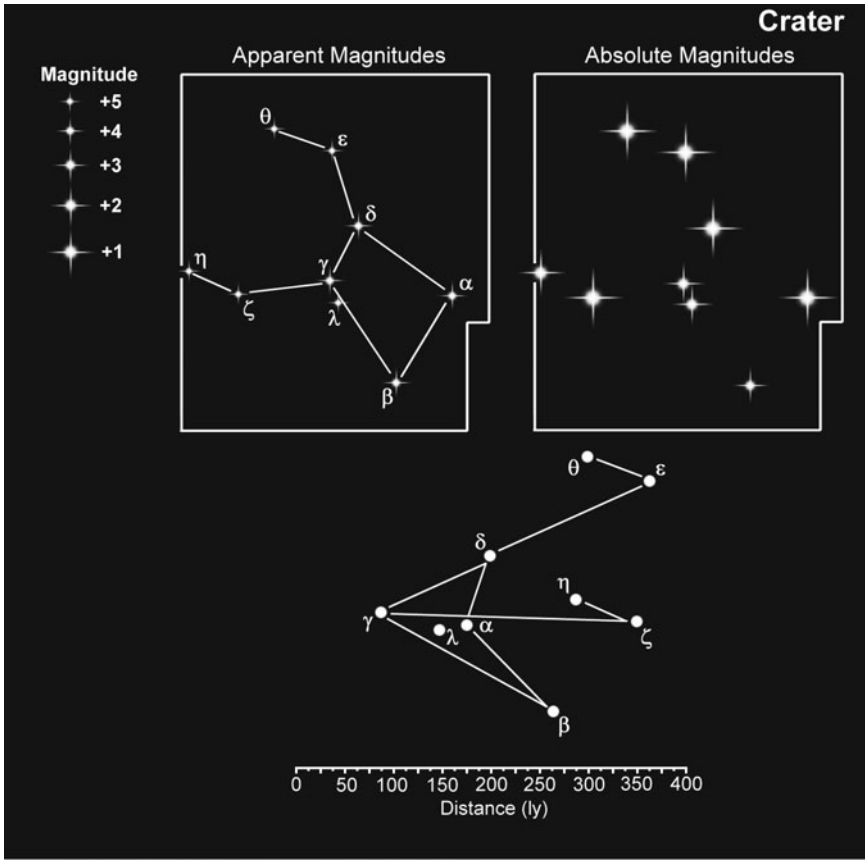 Crater
Apparent Magnitudes
Absolute Magnitudes
Magnitude
+5
+4
+3
+2
+1
θ
ε
δ
η
γ
α
ζ
λ
β
θ
ε
δ
η
γ
λ
α
ζ
β
0 50 100 150 200 250 300 350 400
Distance (ly)